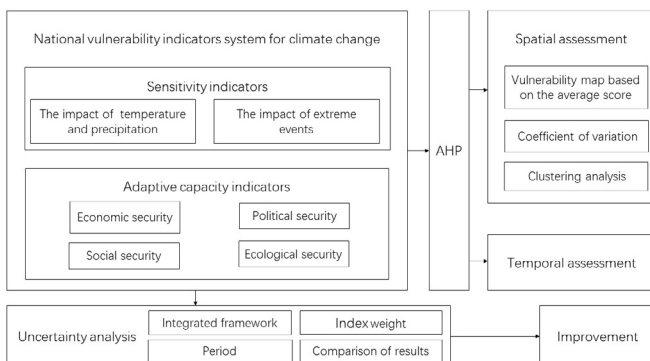 National vulnerability indicators system for climate change
Sensitivity indicators
The impact of temperature
and precipitation
The impact of extreme
events
Adaptive capacity indicators
Economic security
Political security
Social security
Ecological security
AHP
Spatial assessment
Vulnerability map based
on the average score
Coefficient of variation
Clustering analysis
Temporal assessment
Uncertainty analysis
Integrated framework
Index weight
Period
Comparison of results
Improvement